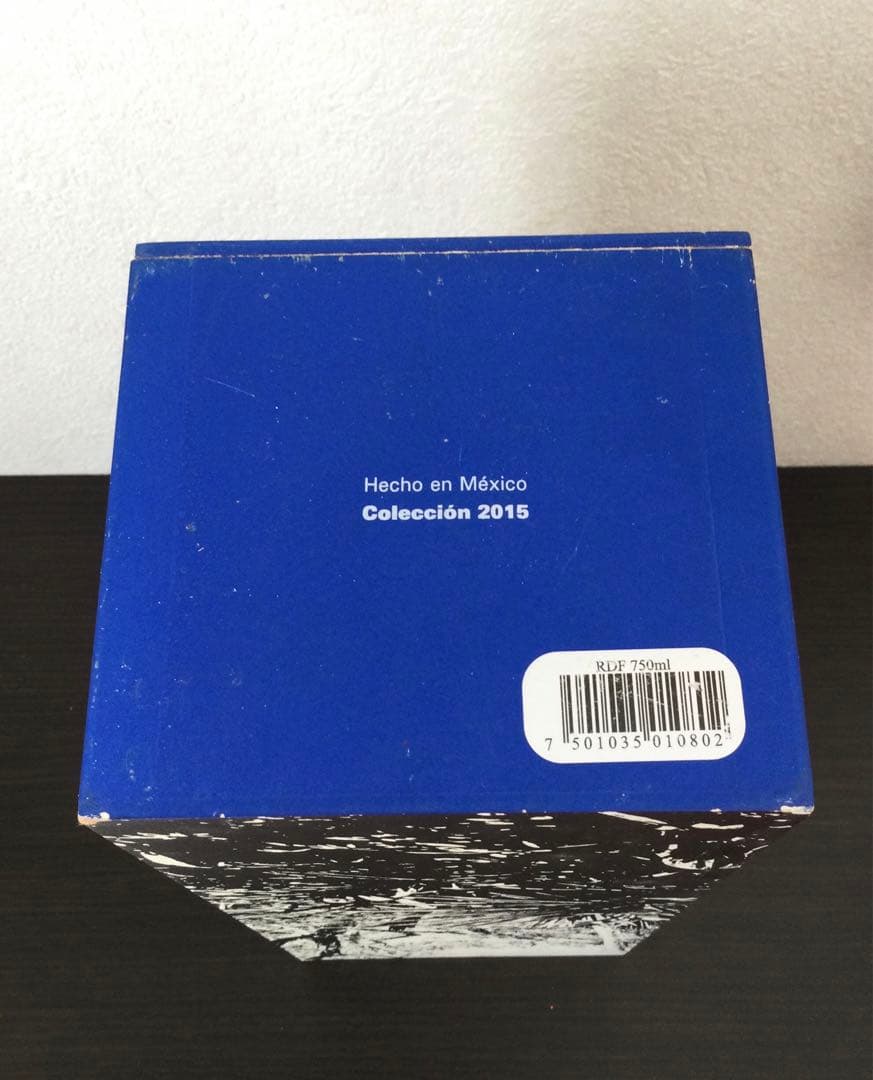 Hecho en México
Colección 2015
RDF 750ml
7 501035 010802